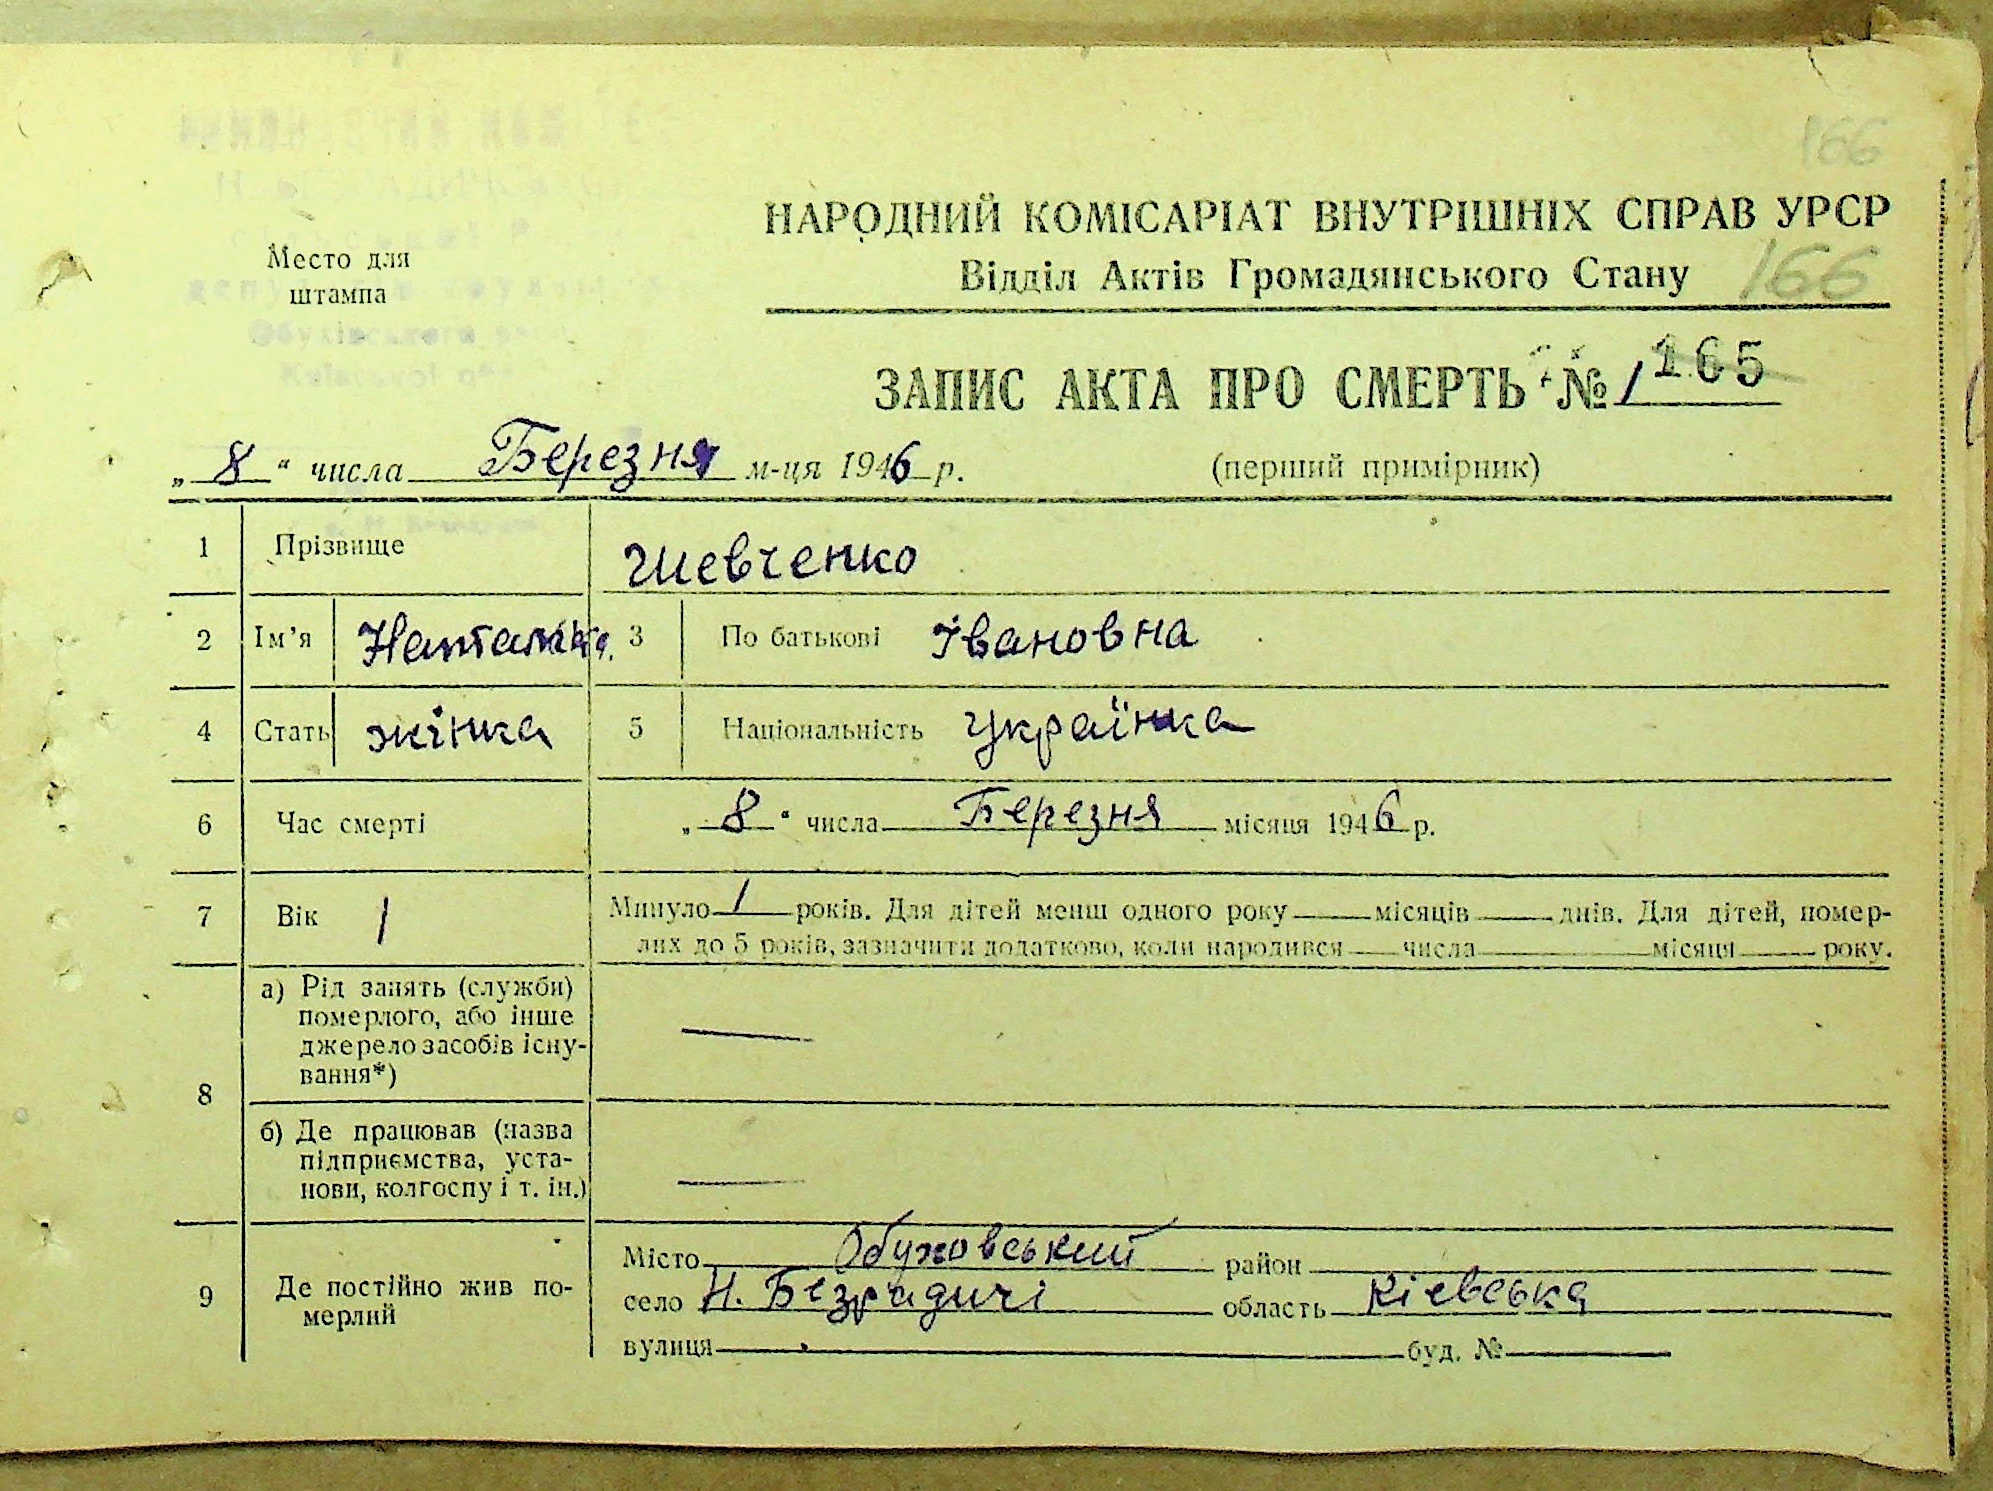 166
НАРОДНИЙ КОМІСАРІАТ ВНУТРІШНІХ СПРАВ УРСР
Місто для
штампа
Відділ Актів Громадянського Стану 166
ЗАПИС АКТА ПРО СМЕРТЬ № 1 165
„ 8 “ числа Березня м-ця 1946 р. (перший примірник)
1 Прізвище Шевченко
2 Ім’я Наталка. 3 По батькові Івановна
4 Стать жінка 5 Національність українка
6 Час смерті „ 8 “ числа Березня місяця 1946 р.
7 Вік 1 Минуло 1 років. Для дітей менш одного року місяців днів. Для дітей, помер-
лих до 5 років, зазначити додатково, коли народився числа місяця року.
8 а) Рід занять (служби)
померлого, або інше
джерело засобів існу-
вання*) —
б) Де працював (назва
підприємства, уста-
нови, колгоспу і т. ін.) —
9 Де постійно жив по-
мерлий
Місто Обуховський район
село Н. Безрадичі область Кіевська
вулиця буд. №